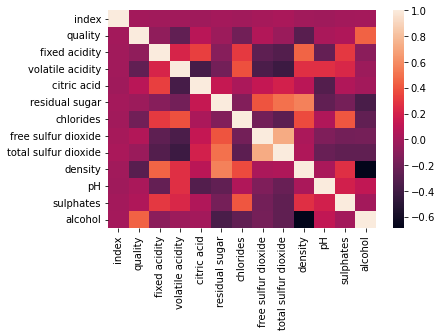 index
quality
fixed acidity
volatile acidity
citric acid
residual sugar
chlorides
free sulfur dioxide
total sulfur dioxide
density
pH
sulphates
alcohol
index
quality
fixed acidity
volatile acidity
citric acid
residual sugar
chlorides
free sulfur dioxide
total sulfur dioxide
density
pH
sulphates
alcohol
1.0
0.8
0.6
0.4
0.2
0.0
−0.2
−0.4
−0.6